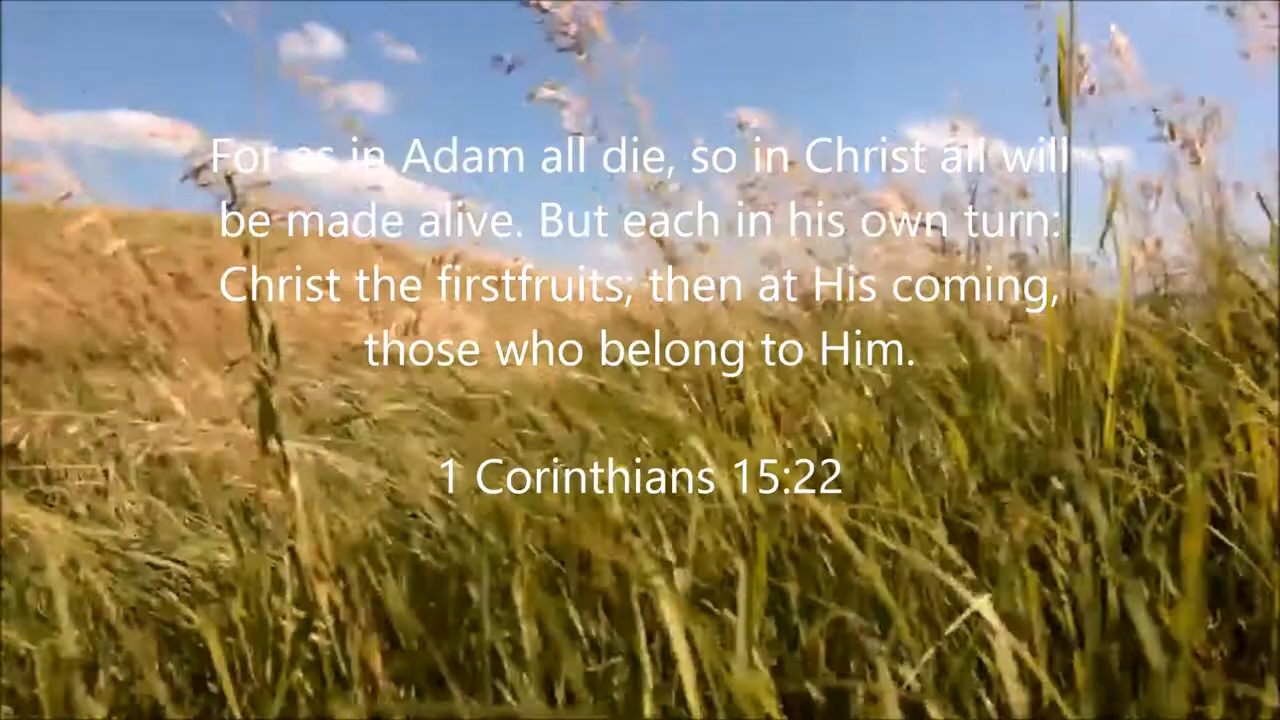 For as in Adam all die, so in Christ all will
be made alive. But each in his own turn:
Christ the firstfruits; then at His coming,
those who belong to Him.
1 Corinthians 15:22